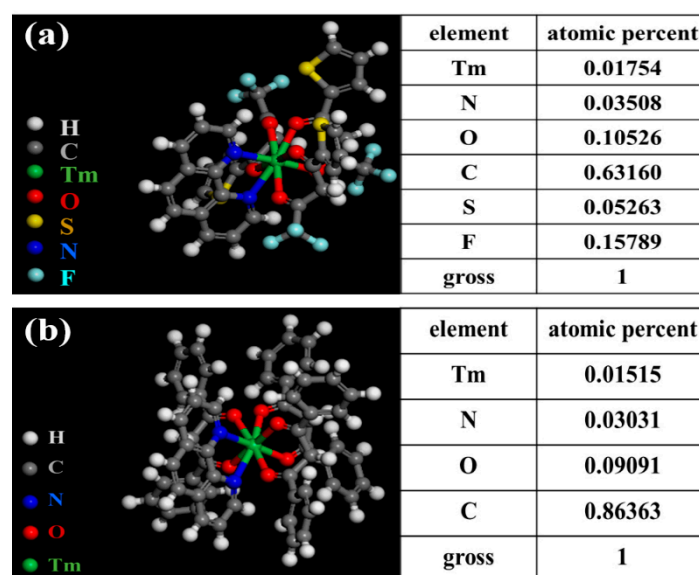 (a)
H
C
Tm
O
S
N
F
element atomic percent
Tm 0.01754
N 0.03508
O 0.10526
C 0.63160
S 0.05263
F 0.15789
gross 1
(b)
H
C
N
O
Tm
element atomic percent
Tm 0.01515
N 0.03031
O 0.09091
C 0.86363
gross 1